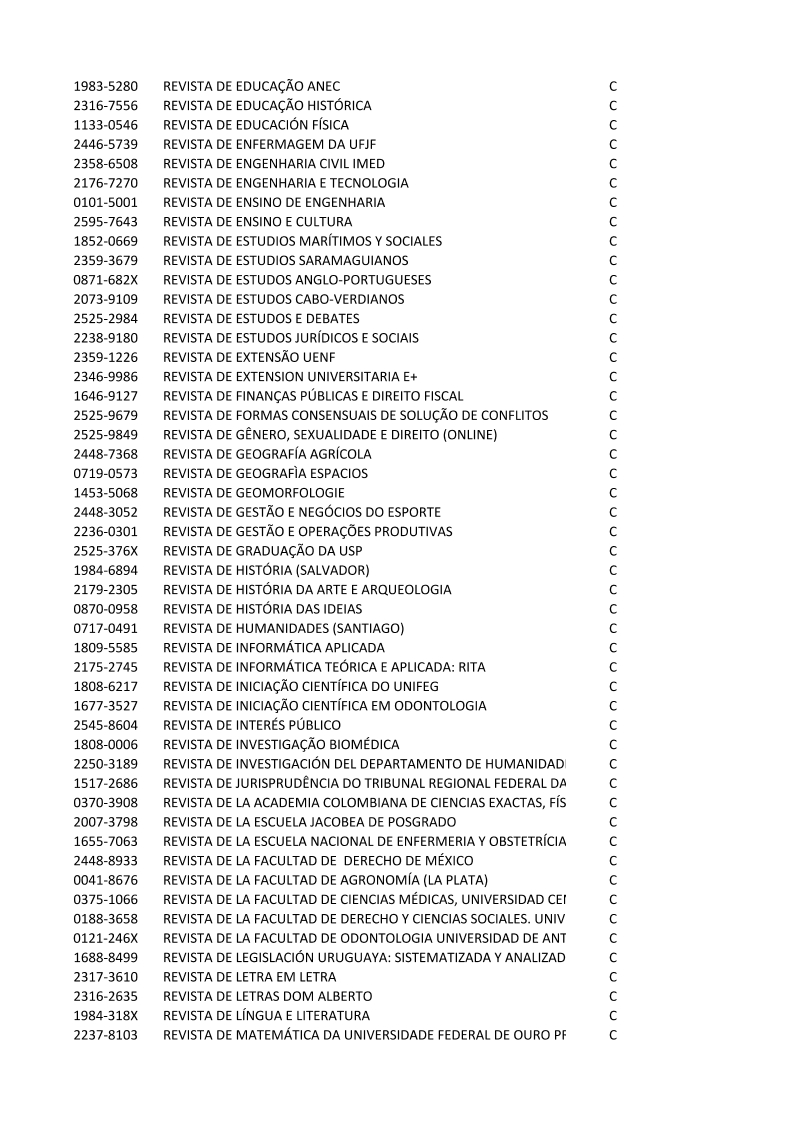 1983-5280 REVISTA DE EDUCAÇÃO ANEC C
2316-7556 REVISTA DE EDUCAÇÃO HISTÓRICA C
1133-0546 REVISTA DE EDUCACIÓN FÍSICA C
2446-5739 REVISTA DE ENFERMAGEM DA UFJF C
2358-6508 REVISTA DE ENGENHARIA CIVIL IMED C
2176-7270 REVISTA DE ENGENHARIA E TECNOLOGIA C
0101-5001 REVISTA DE ENSINO DE ENGENHARIA C
2595-7643 REVISTA DE ENSINO E CULTURA C
1852-0669 REVISTA DE ESTUDIOS MARÍTIMOS Y SOCIALES C
2359-3679 REVISTA DE ESTUDIOS SARAMAGUIANOS C
0871-682X REVISTA DE ESTUDOS ANGLO-PORTUGUESES C
2073-9109 REVISTA DE ESTUDOS CABO-VERDIANOS C
2525-2984 REVISTA DE ESTUDOS E DEBATES C
2238-9180 REVISTA DE ESTUDOS JURÍDICOS E SOCIAIS C
2359-1226 REVISTA DE EXTENSÃO UENF C
2346-9986 REVISTA DE EXTENSION UNIVERSITARIA E+ C
1646-9127 REVISTA DE FINANÇAS PÚBLICAS E DIREITO FISCAL C
2525-9679 REVISTA DE FORMAS CONSENSUAIS DE SOLUÇÃO DE CONFLITOS C
2525-9849 REVISTA DE GÊNERO, SEXUALIDADE E DIREITO (ONLINE) C
2448-7368 REVISTA DE GEOGRAFÍA AGRÍCOLA C
0719-0573 REVISTA DE GEOGRAFÌA ESPACIOS C
1453-5068 REVISTA DE GEOMORFOLOGIE C
2448-3052 REVISTA DE GESTÃO E NEGÓCIOS DO ESPORTE C
2236-0301 REVISTA DE GESTÃO E OPERAÇÕES PRODUTIVAS C
2525-376X REVISTA DE GRADUAÇÃO DA USP C
1984-6894 REVISTA DE HISTÓRIA (SALVADOR) C
2179-2305 REVISTA DE HISTÓRIA DA ARTE E ARQUEOLOGIA C
0870-0958 REVISTA DE HISTÓRIA DAS IDEIAS C
0717-0491 REVISTA DE HUMANIDADES (SANTIAGO) C
1809-5585 REVISTA DE INFORMÁTICA APLICADA C
2175-2745 REVISTA DE INFORMÁTICA TEÓRICA E APLICADA: RITA C
1808-6217 REVISTA DE INICIAÇÃO CIENTÍFICA DO UNIFEG C
1677-3527 REVISTA DE INICIAÇÃO CIENTÍFICA EM ODONTOLOGIA C
2545-8604 REVISTA DE INTERÉS PÚBLICO C
1808-0006 REVISTA DE INVESTIGAÇÃO BIOMÉDICA C
2250-3189 REVISTA DE INVESTIGACIÓN DEL DEPARTAMENTO DE HUMANIDADI C
1517-2686 REVISTA DE JURISPRUDÊNCIA DO TRIBUNAL REGIONAL FEDERAL DA C
0370-3908 REVISTA DE LA ACADEMIA COLOMBIANA DE CIENCIAS EXACTAS, FÍS C
2007-3798 REVISTA DE LA ESCUELA JACOBEA DE POSGRADO C
1655-7063 REVISTA DE LA ESCUELA NACIONAL DE ENFERMERIA Y OBSTETRÍCIA C
2448-8933 REVISTA DE LA FACULTAD DE  DERECHO DE MÉXICO C
0041-8676 REVISTA DE LA FACULTAD DE AGRONOMÍA (LA PLATA) C
0375-1066 REVISTA DE LA FACULTAD DE CIENCIAS MÉDICAS, UNIVERSIDAD CEN C
0188-3658 REVISTA DE LA FACULTAD DE DERECHO Y CIENCIAS SOCIALES. UNIV C
0121-246X REVISTA DE LA FACULTAD DE ODONTOLOGIA UNIVERSIDAD DE ANT C
1688-8499 REVISTA DE LEGISLACIÓN URUGUAYA: SISTEMATIZADA Y ANALIZAD C
2317-3610 REVISTA DE LETRA EM LETRA C
2316-2635 REVISTA DE LETRAS DOM ALBERTO C
1984-318X REVISTA DE LÍNGUA E LITERATURA C
2237-8103 REVISTA DE MATEMÁTICA DA UNIVERSIDADE FEDERAL DE OURO PR C